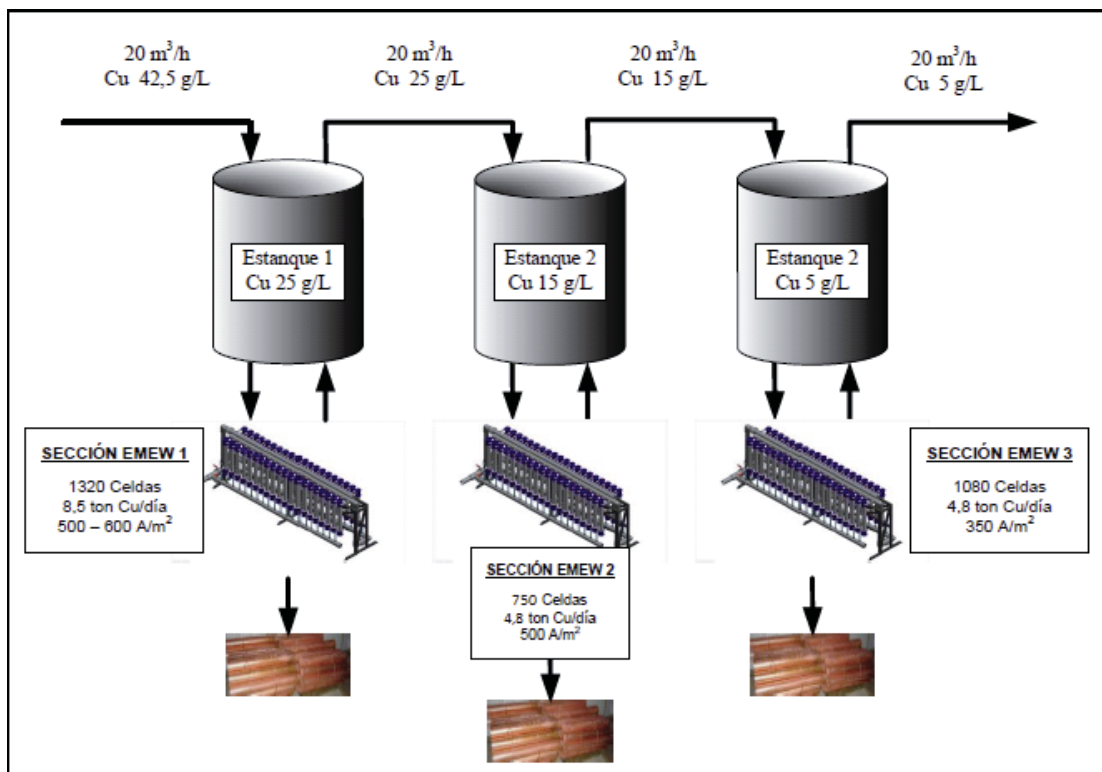 20 m³/h
Cu 42,5 g/L
20 m³/h
Cu 25 g/L
20 m³/h
Cu 15 g/L
20 m³/h
Cu 5 g/L
Estanque 1
Cu 25 g/L
Estanque 2
Cu 15 g/L
Estanque 2
Cu 5 g/L
SECCIÓN EMEW 1
1320 Celdas
8,5 ton Cu/día
500 – 600 A/m²
SECCIÓN EMEW 2
750 Celdas
4,8 ton Cu/día
500 A/m²
SECCIÓN EMEW 3
1080 Celdas
4,8 ton Cu/día
350 A/m²